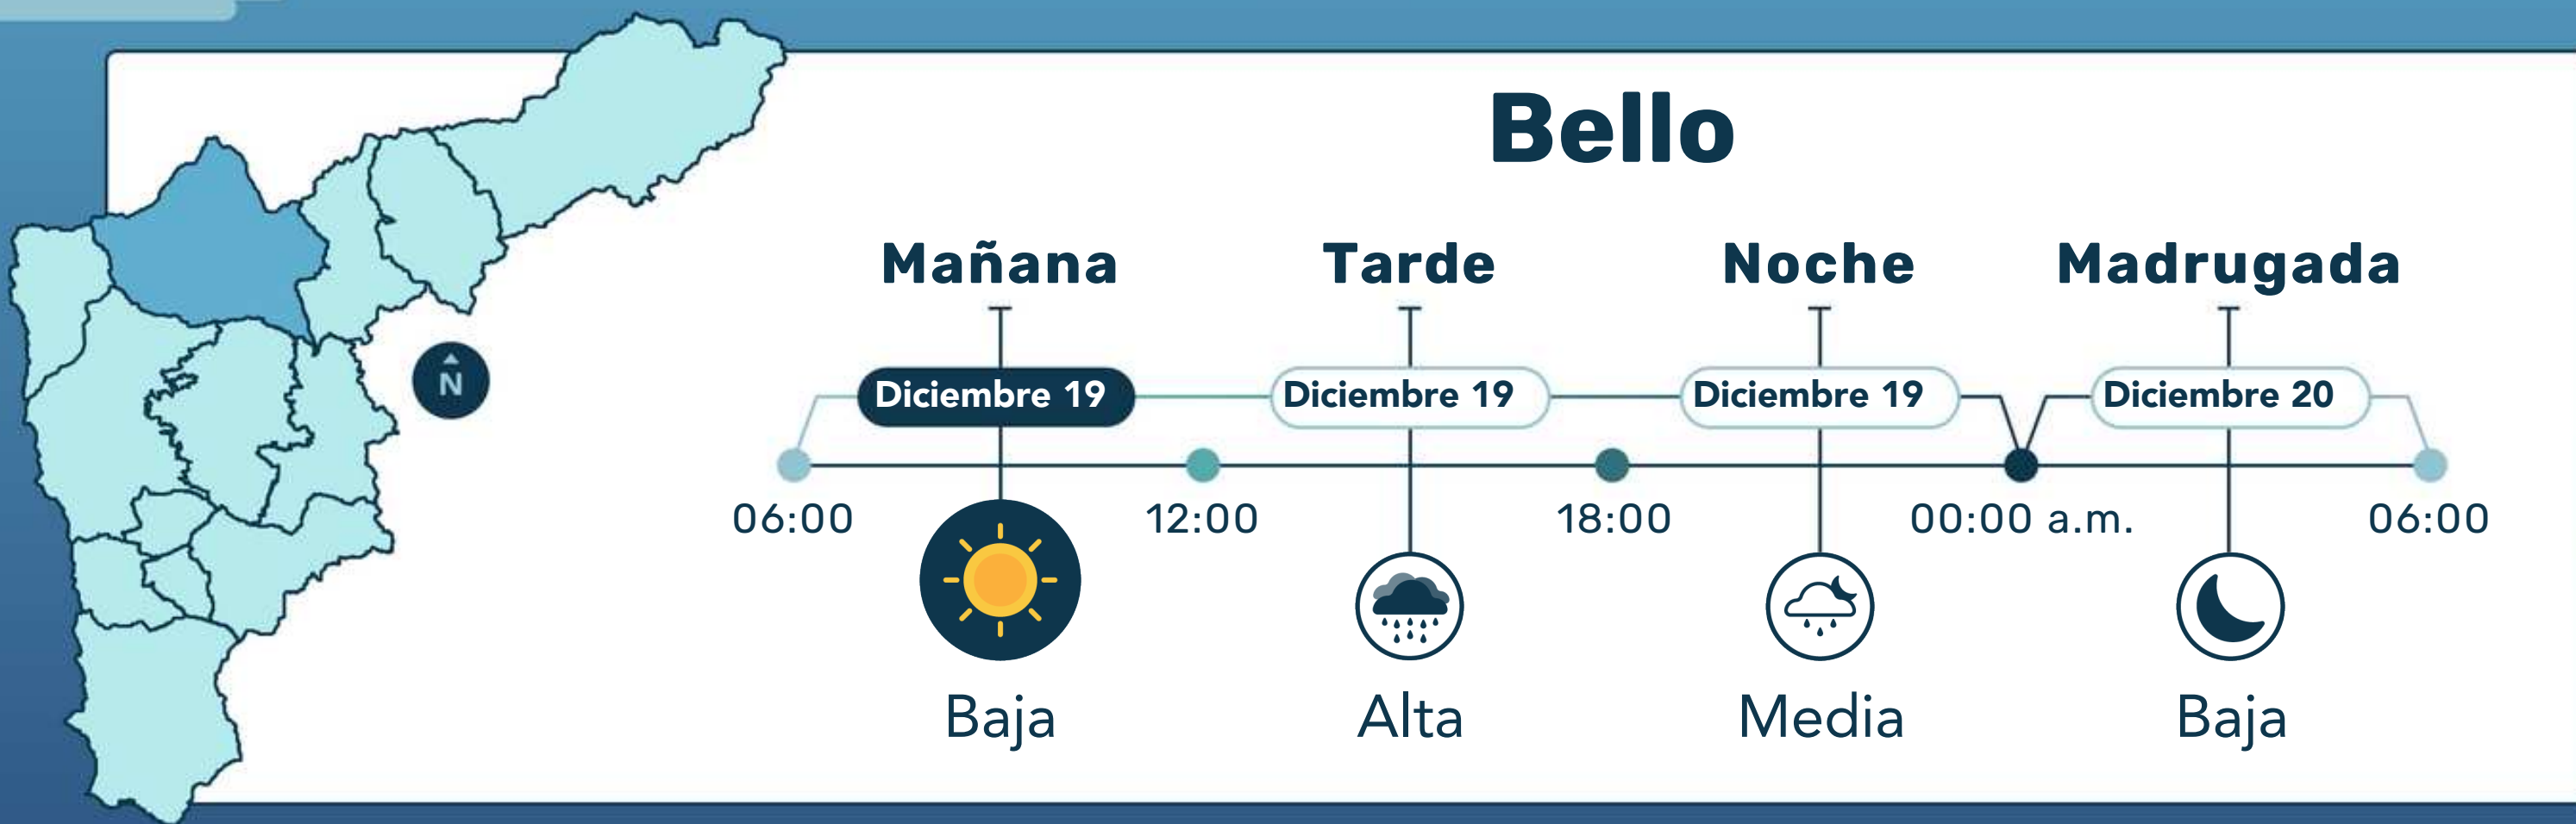 Bello
Mañana Tarde Noche Madrugada
Diciembre 19 Diciembre 19 Diciembre 19 Diciembre 20
N
06:00 12:00 18:00 00:00 a.m. 06:00
Baja Alta Media Baja